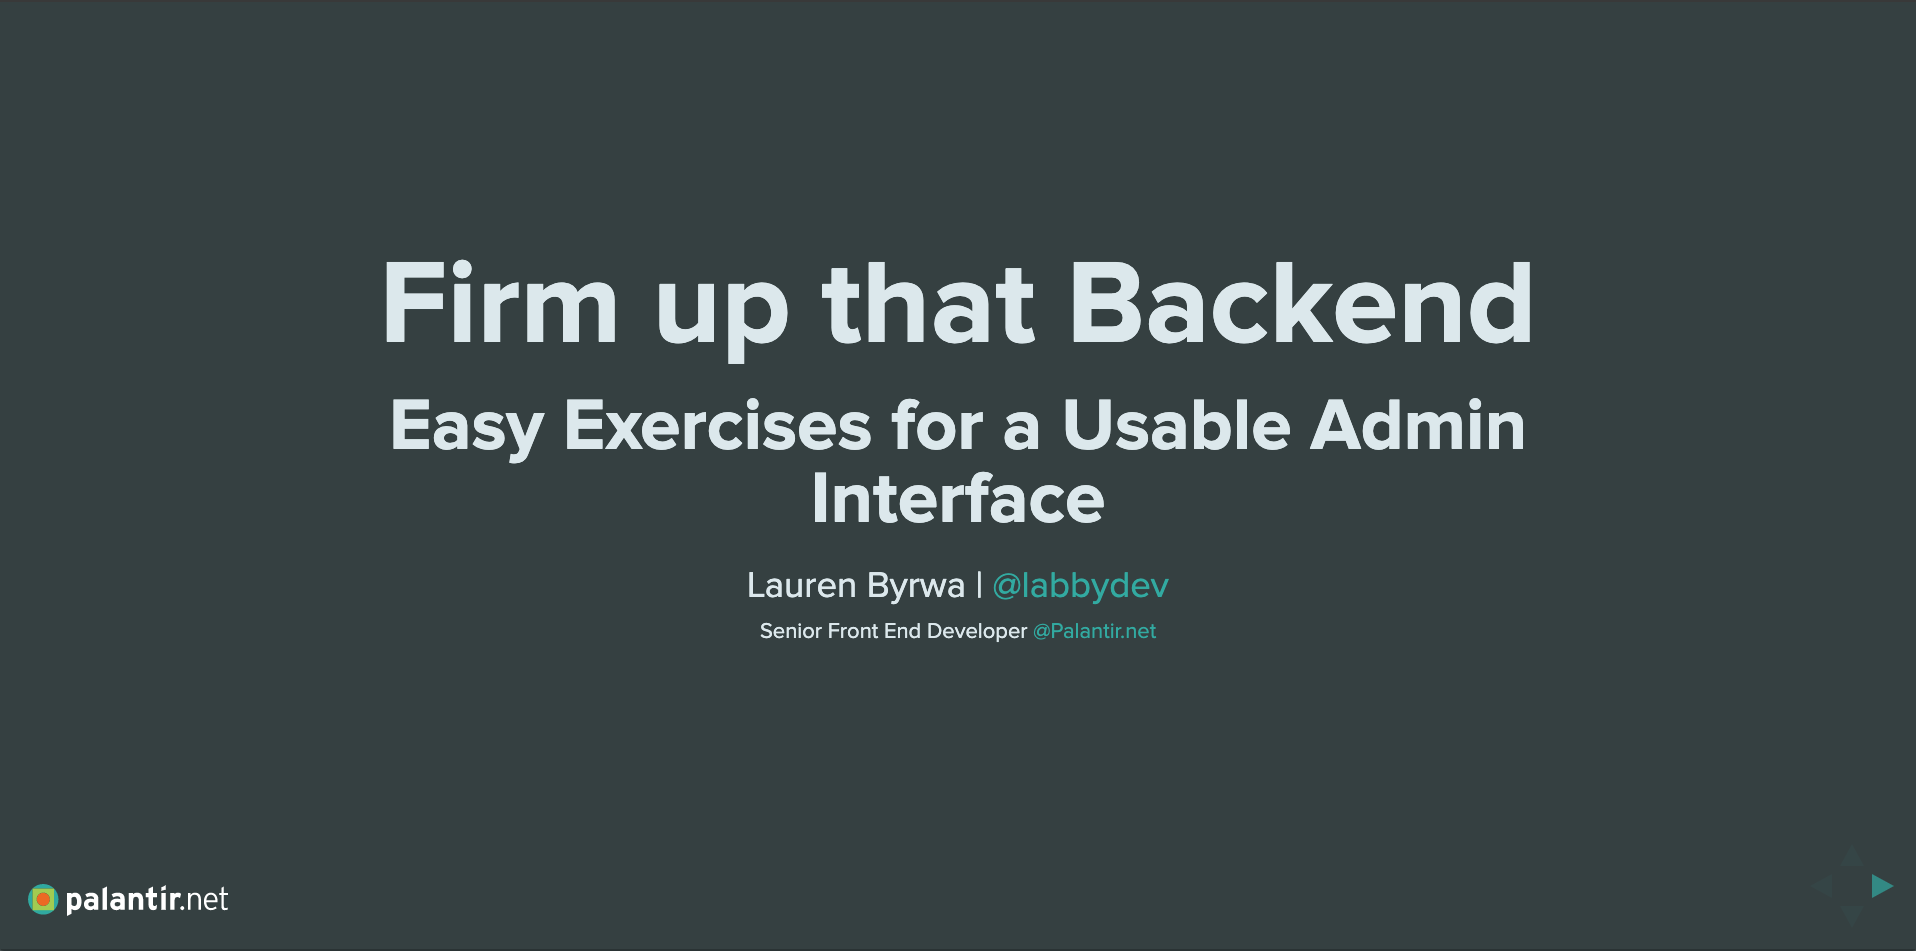 Firm up that Backend
Easy Exercises for a Usable Admin
Interface
Lauren Byrwa | @labbydev
Senior Front End Developer @Palantir.net
palantir.net